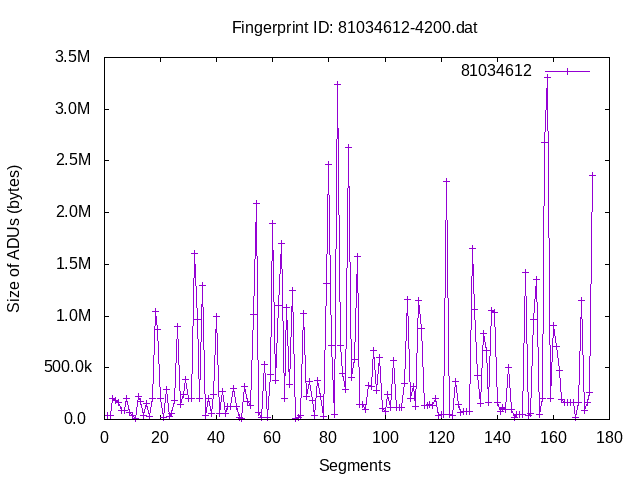 Fingerprint ID: 81034612-4200.dat
81034612
3.5M
3.0M
2.5M
2.0M
1.5M
1.0M
500.0k
0.0
Size of ADUs (bytes)
0 20 40 60 80 100 120 140 160 180
Segments